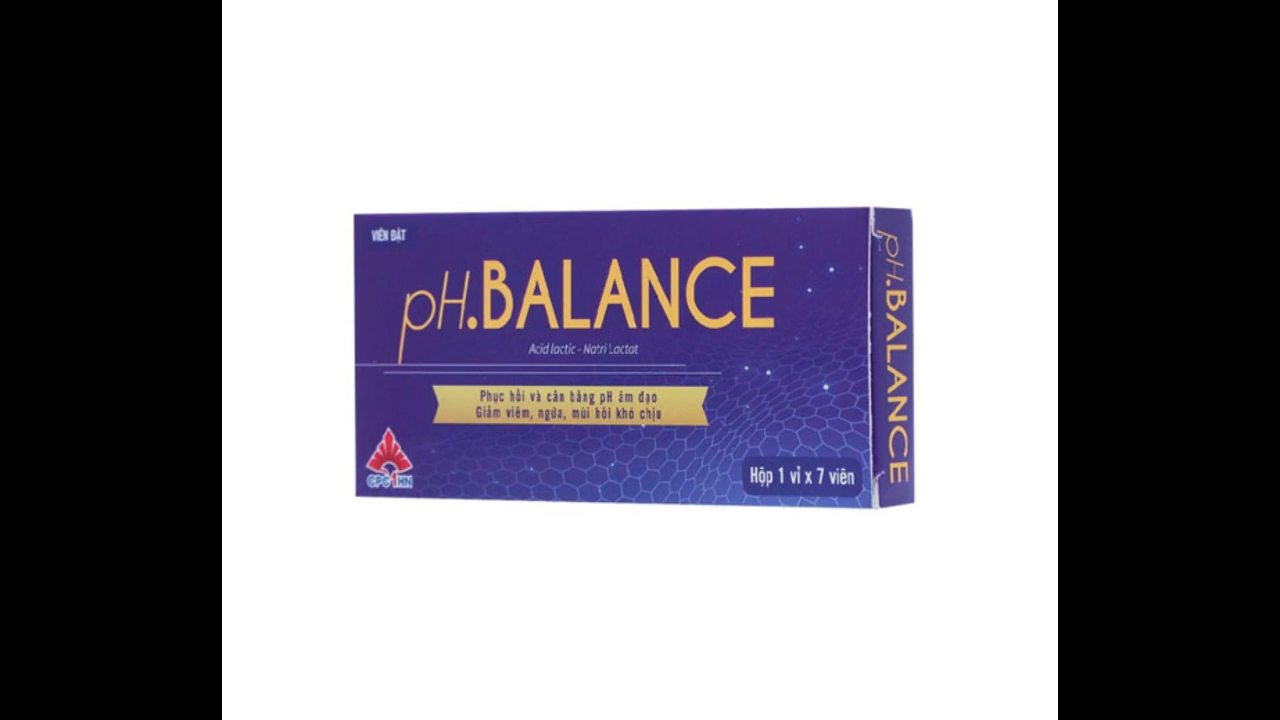 VIÊN ĐẶT
pH.BALANCE
Acid lactic - Natri Lactat
Phục hồi và cân bằng pH âm đạo
Giảm viêm, ngứa, mùi hôi khó chịu
CPC1HN
Hộp 1 vỉ x 7 viên
pH.BALANCE